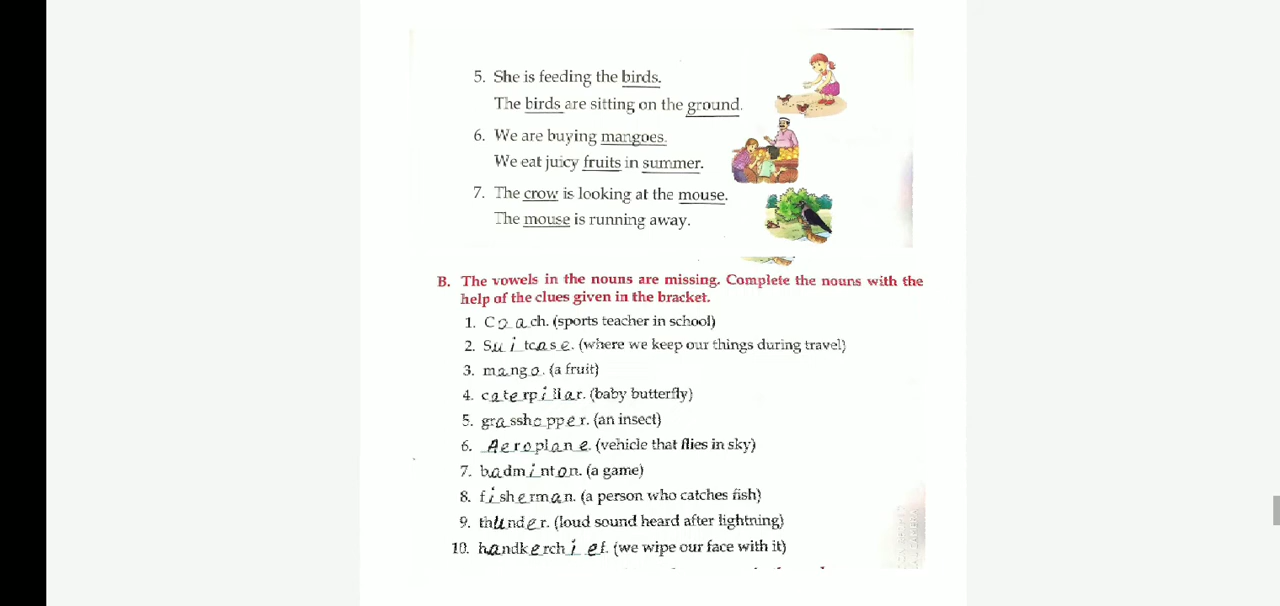 5. She is feeding the birds.
The birds are sitting on the ground.
6. We are buying mangoes.
We eat juicy fruits in summer.
7. The crow is looking at the mouse.
The mouse is running away.
B. The vowels in the nouns are missing. Complete the nouns with the
help of the clues given in the bracket.
1. Coach. (sports teacher in school)
2. Suitcase. (where we keep our things during travel)
3. mango. (a fruit)
4. caterpillar. (baby butterfly)
5. grasshopper. (an insect)
6. Aeroplane. (vehicle that flies in sky)
7. badminton. (a game)
8. fisherman. (a person who catches fish)
9. thunder. (loud sound heard after lightning)
10. handkerchief. (we wipe our face with it)